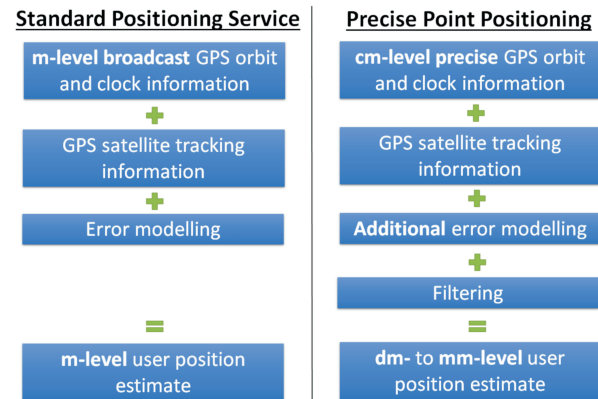 Standard Positioning Service
m-level broadcast GPS orbit
and clock information
+
GPS satellite tracking
information
+
Error modelling
=
m-level user position
estimate
Precise Point Positioning
cm-level precise GPS orbit
and clock information
+
GPS satellite tracking
information
+
Additional error modelling
+
Filtering
=
dm- to mm-level user
position estimate